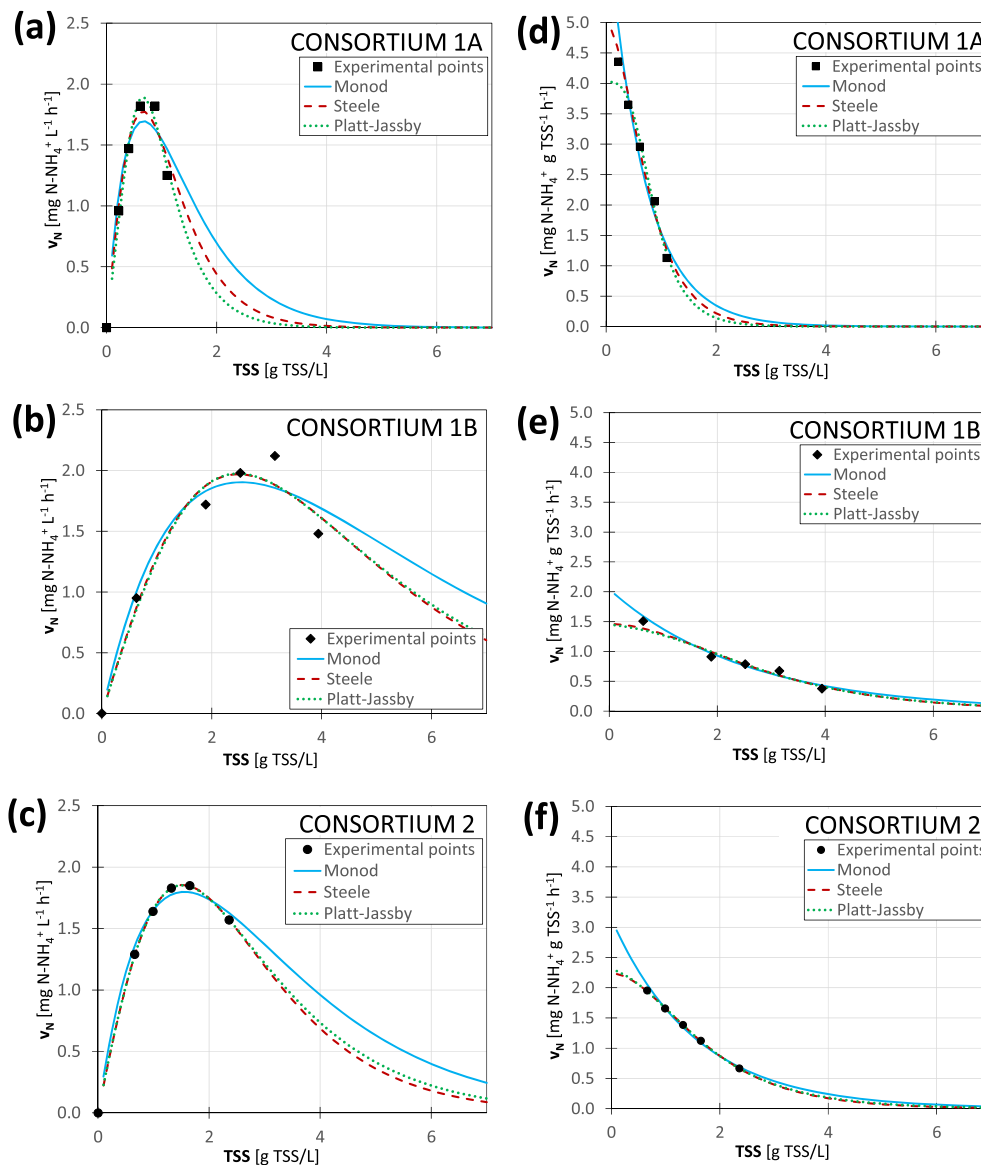 (a)
CONSORTIUM 1A
Experimental points
Monod
Steele
Platt-Jassby
vN [mg N-NH4+ L-1 h-1]
2.5
2.0
1.5
1.0
0.5
0.0
0 2 4 6
TSS [g TSS/L]
(d)
CONSORTIUM 1A
Experimental points
Monod
Steele
Platt-Jassby
vN [mg N-NH4+ g TSS-1 h-1]
5.0
4.5
4.0
3.5
3.0
2.5
2.0
1.5
1.0
0.5
0.0
0 2 4 6
TSS [g TSS/L]
(b)
CONSORTIUM 1B
Experimental points
Monod
Steele
Platt-Jassby
vN [mg N-NH4+ L-1 h-1]
2.5
2.0
1.5
1.0
0.5
0.0
0 2 4 6
TSS [g TSS/L]
(e)
CONSORTIUM 1B
Experimental points
Monod
Steele
Platt-Jassby
vN [mg N-NH4+ g TSS-1 h-1]
5.0
4.5
4.0
3.5
3.0
2.5
2.0
1.5
1.0
0.5
0.0
0 2 4 6
TSS [g TSS/L]
(c)
CONSORTIUM 2
Experimental points
Monod
Steele
Platt-Jassby
vN [mg N-NH4+ L-1 h-1]
2.5
2.0
1.5
1.0
0.5
0.0
0 2 4 6
TSS [g TSS/L]
(f)
CONSORTIUM 2
Experimental points
Monod
Steele
Platt-Jassby
vN [mg N-NH4+ g TSS-1 h-1]
5.0
4.5
4.0
3.5
3.0
2.5
2.0
1.5
1.0
0.5
0.0
0 2 4 6
TSS [g TSS/L]